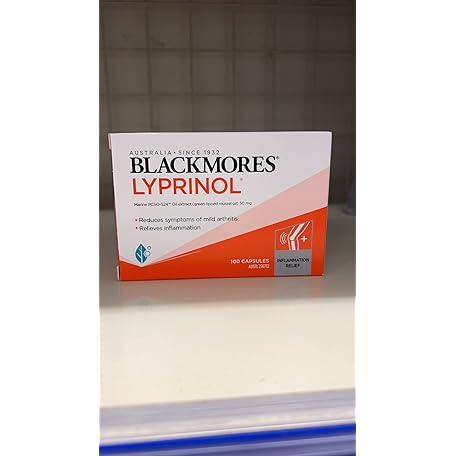 AUSTRALIA • SINCE 1932
BLACKMORES®
LYPRINOL®
Marine PCSO-524™ Oil extract (green-lipped mussel oil) 50 mg
• Reduces symptoms of mild arthritis
• Relieves inflammation
100 CAPSULES
INFLAMMATION
RELIEF